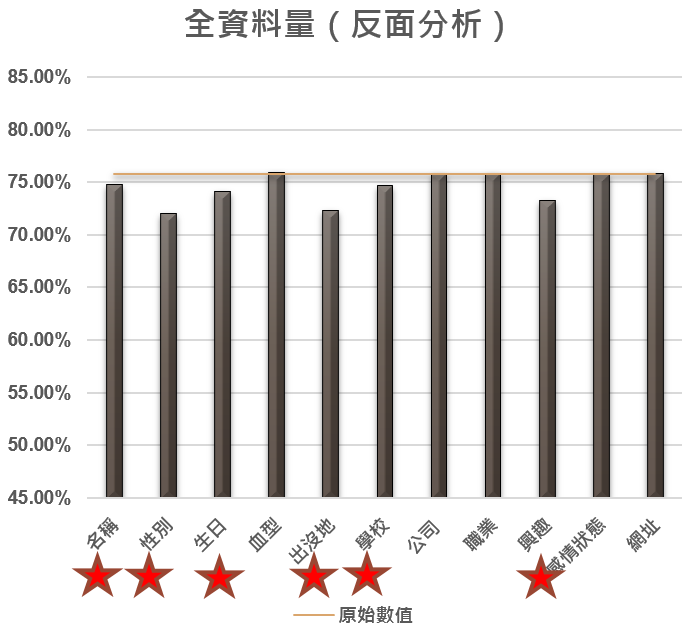 全資料量（反面分析）
85.00%
80.00%
75.00%
70.00%
65.00%
60.00%
55.00%
50.00%
45.00%
名稱
性別
生日
血型
出沒地
學校
公司
職業
興趣
感情狀態
網址
原始數值